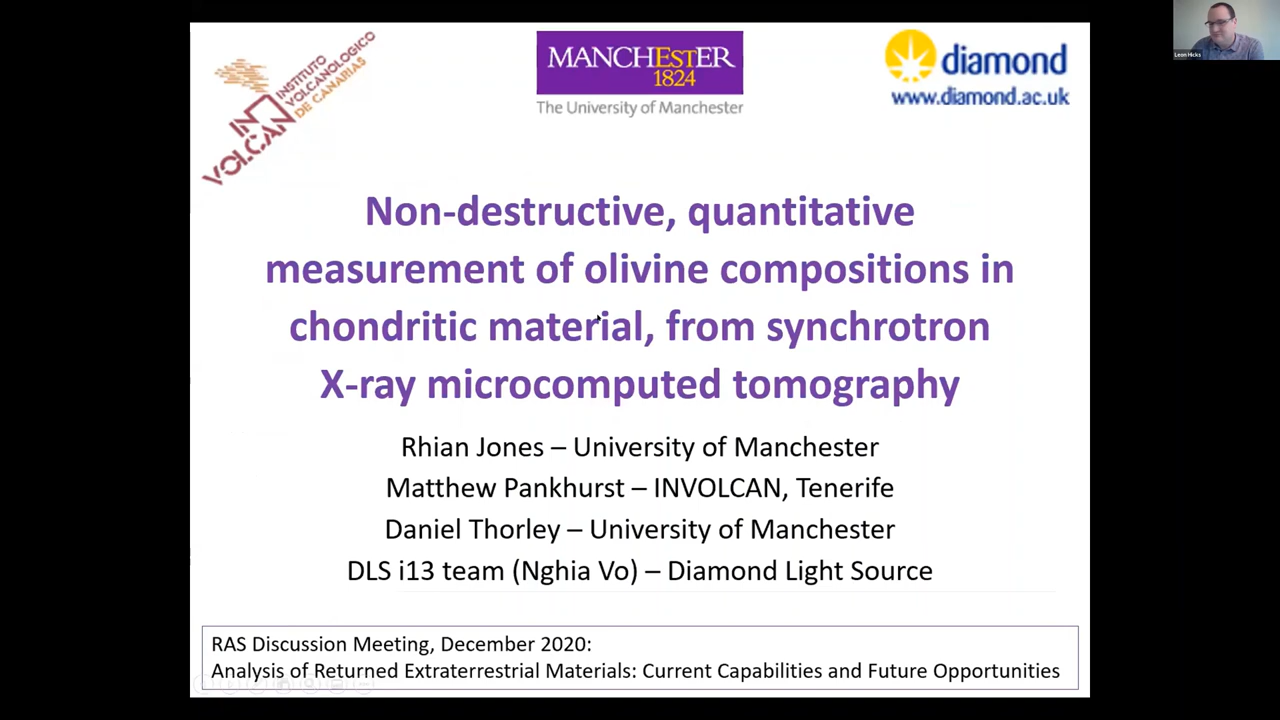 INSTITUTO
VOLCANOLOGICO
DE CANARIAS
INVOLCAN
MANCHESTER
1824
The University of Manchester
diamond
www.diamond.ac.uk
Leon Hicks
Non-destructive, quantitative
measurement of olivine compositions in
chondritic material, from synchrotron
X-ray microcomputed tomography
Rhian Jones – University of Manchester
Matthew Pankhurst – INVOLCAN, Tenerife
Daniel Thorley – University of Manchester
DLS i13 team (Nghia Vo) – Diamond Light Source
RAS Discussion Meeting, December 2020:
Analysis of Returned Extraterrestrial Materials: Current Capabilities and Future Opportunities